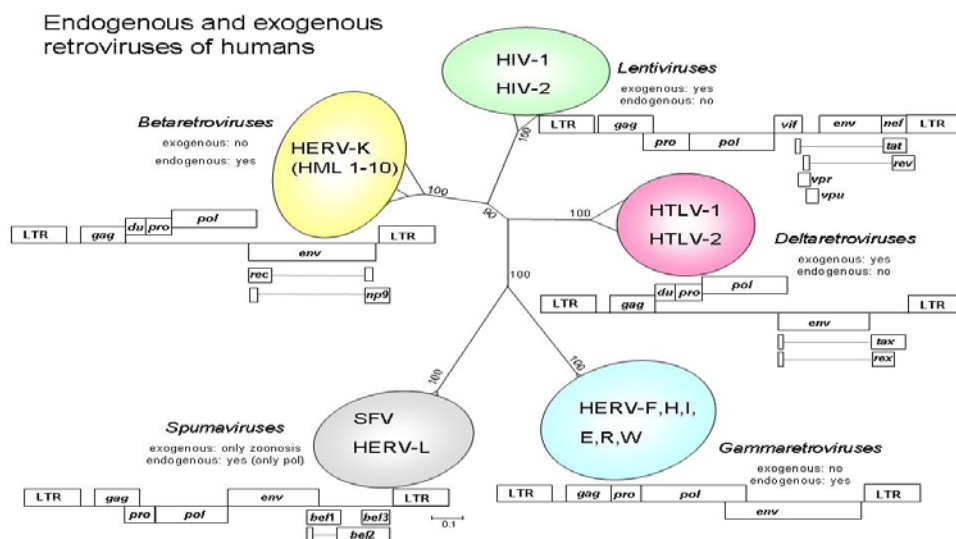 Endogenous and exogenous
retroviruses of humans
HIV-1
HIV-2
Lentiviruses
exogenous: yes
endogenous: no
LTR gag pro pol vif env nef LTR
tat
rev
vpr
vpu
Betaretroviruses
exogenous: no
endogenous: yes
HERV-K
(HML 1-10)
LTR gag du pro pol env LTR
rec
np9
100
100
90
100
100
100
100
HTLV-1
HTLV-2
Deltaretroviruses
exogenous: yes
endogenous: no
LTR gag du pro pol env LTR
tax
rex
Spumaviruses
exogenous: only zoonosis
endogenous: yes (only pol)
SFV
HERV-L
LTR gag pro pol env LTR
bel1 bel3
bel2
0.1
HERV-F,H,I,
E,R,W
Gammaretroviruses
exogenous: no
endogenous: yes
LTR gag pro pol env LTR